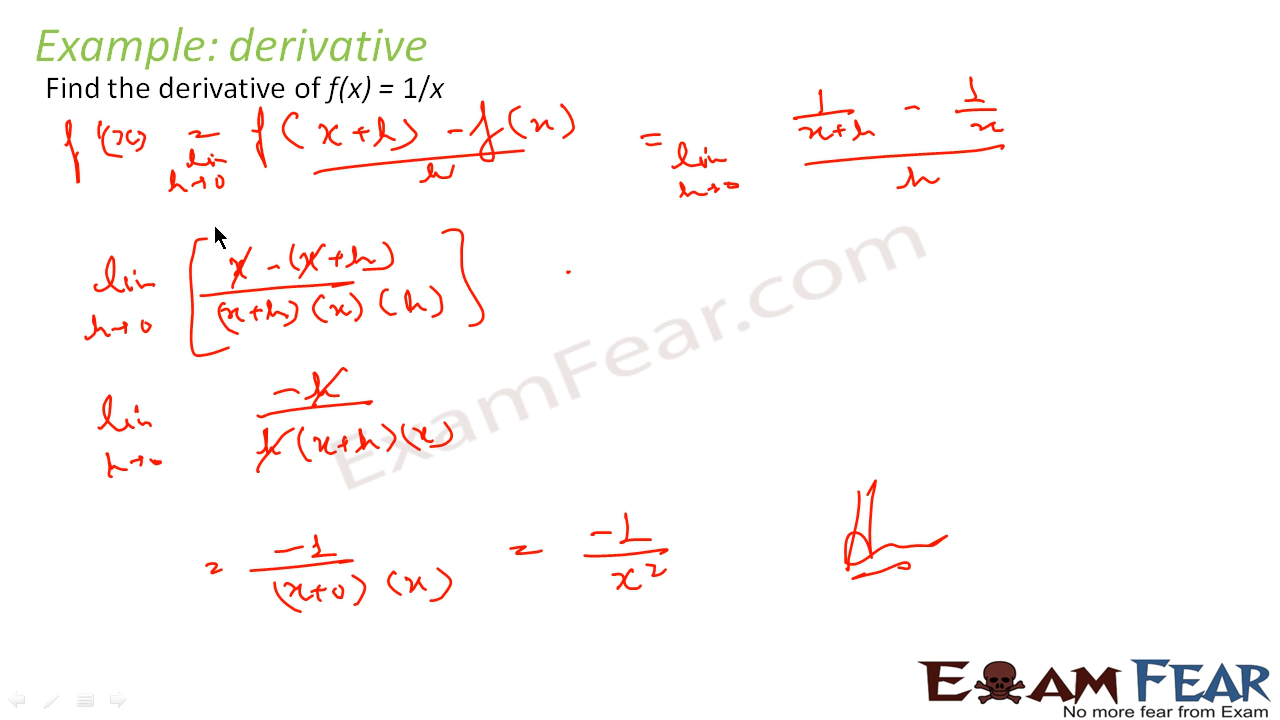 Example: derivative
Find the derivative of f(x) = 1/x
f'(x) = lim h→0 f(x+h) - f(x) / h = lim h→0 1/(x+h) - 1/x / h
lim h→0 [ x - (x+h) / (x+h)(x)(h) ]
lim h→0 -h / h(x+h)(x)
= -1 / (x+0)(x) = -1 / x²
ExamFear.com
EXAM FEAR
No more fear from Exam